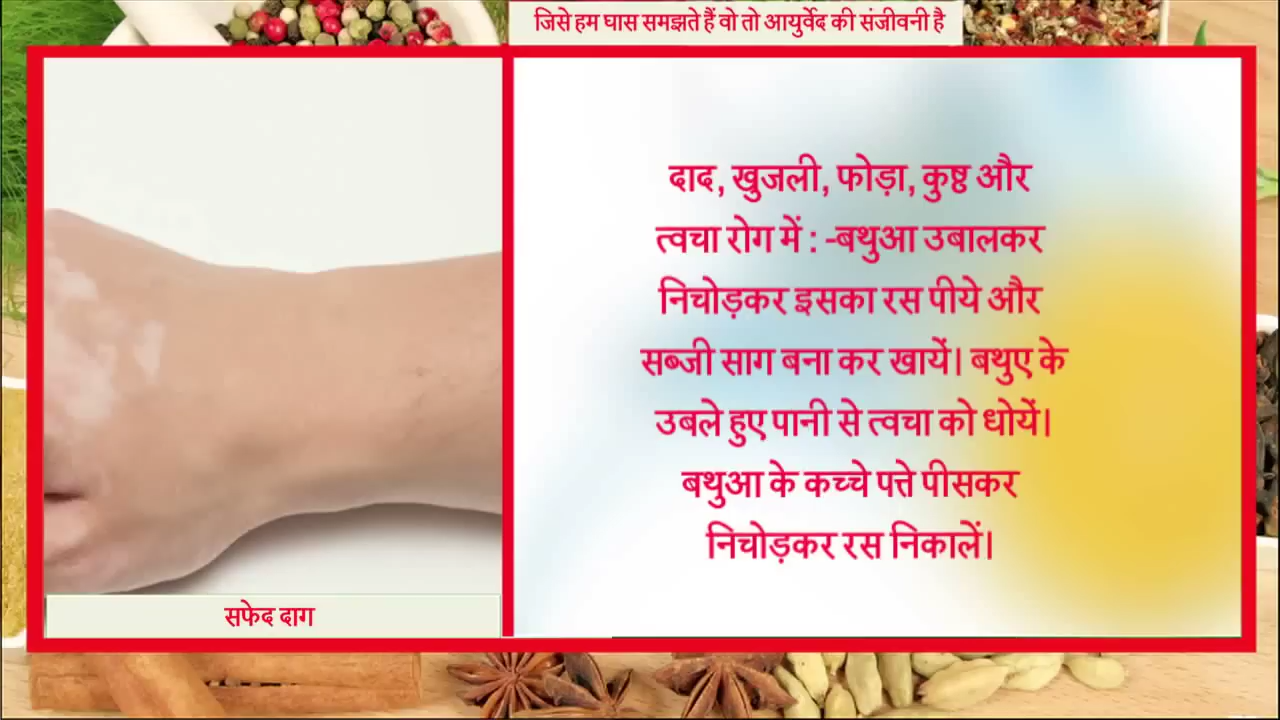 जिसे हम घास समझते हैं वो तो आयुर्वेद की संजीवनी है
दाद, खुजली, फोड़ा, कुष्ठ और
त्वचा रोग में : -बथुआ उबालकर
निचोड़कर इसका रस पीये और
सब्जी साग बना कर खायें। बथुए के
उबले हुए पानी से त्वचा को धोयें।
बथुआ के कच्चे पत्ते पीसकर
निचोड़कर रस निकालें।
सफेद दाग